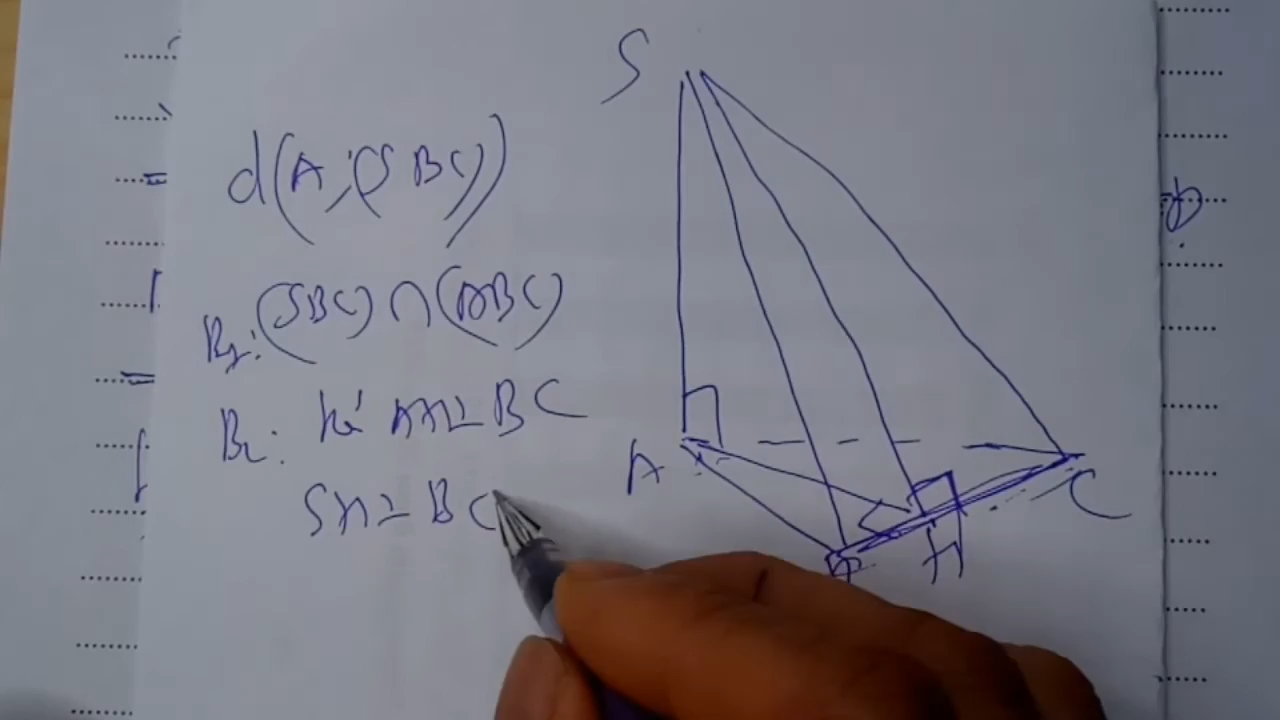 d(A;(SBC))
B1: (SBC) ∩ (ABC)
B2: kẻ AH ⊥ BC
SH ⊥ BC
S
A
B
H
C